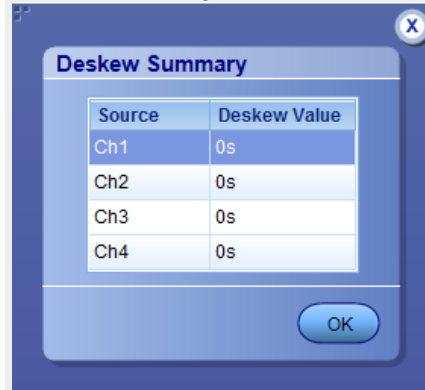 X
Deskew Summary
Source Deskew Value
Ch1 0s
Ch2 0s
Ch3 0s
Ch4 0s
OK